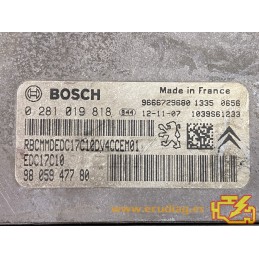 BOSCH
Made in France
9666729680 1335 0656
0 281 019 818 E44 12-11-07 1039S61233
RBCMMDEDC17C10DV4CCEM01
EDC17C10
98 059 477 80
www.ecudiag.es